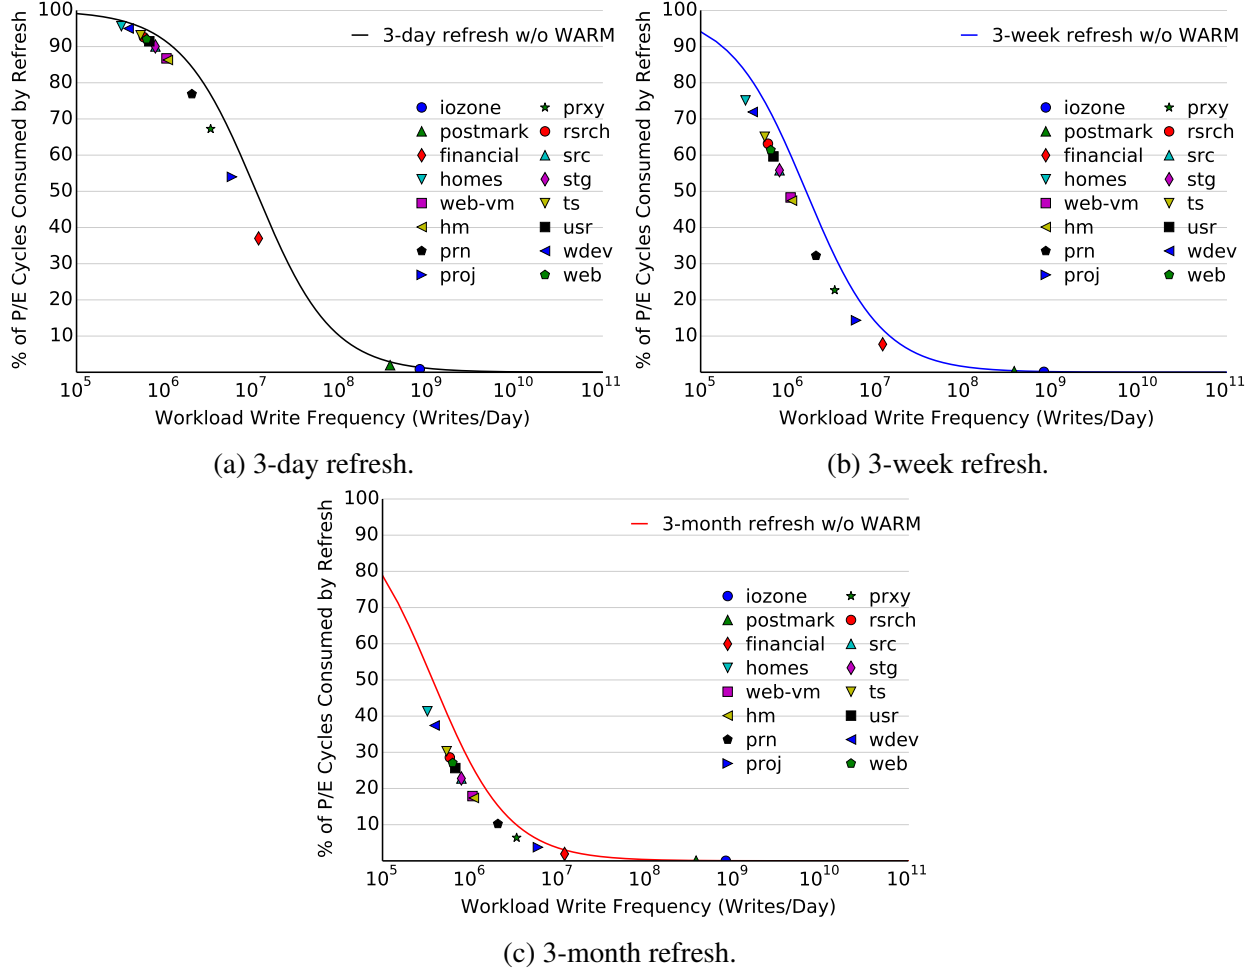 % of P/E Cycles Consumed by Refresh
100
90
80
70
60
50
40
30
20
10
3-day refresh w/o WARM
iozone
postmark
financial
homes
web-vm
hm
prn
proj
prxy
rsrch
src
stg
ts
usr
wdev
web
10^5 10^6 10^7 10^8 10^9 10^10 10^11
Workload Write Frequency (Writes/Day)
(a) 3-day refresh.
% of P/E Cycles Consumed by Refresh
100
90
80
70
60
50
40
30
20
10
3-week refresh w/o WARM
iozone
postmark
financial
homes
web-vm
hm
prn
proj
prxy
rsrch
src
stg
ts
usr
wdev
web
10^5 10^6 10^7 10^8 10^9 10^10 10^11
Workload Write Frequency (Writes/Day)
(b) 3-week refresh.
% of P/E Cycles Consumed by Refresh
100
90
80
70
60
50
40
30
20
10
3-month refresh w/o WARM
iozone
postmark
financial
homes
web-vm
hm
prn
proj
prxy
rsrch
src
stg
ts
usr
wdev
web
10^5 10^6 10^7 10^8 10^9 10^10 10^11
Workload Write Frequency (Writes/Day)
(c) 3-month refresh.